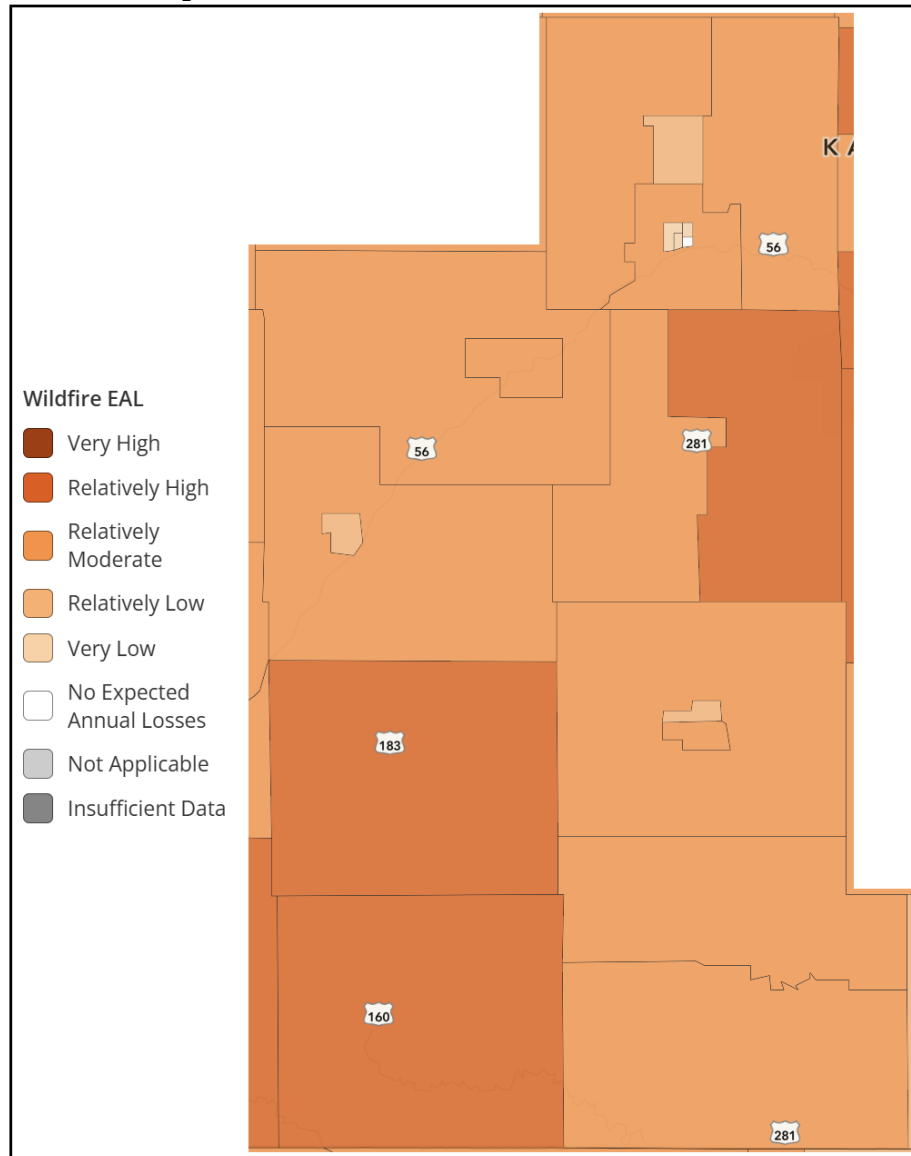 K A
56
Wildfire EAL
Very High
281
56
Relatively High
Relatively
Moderate
Relatively Low
Very Low
No Expected
Annual Losses
183
Not Applicable
Insufficient Data
160
281